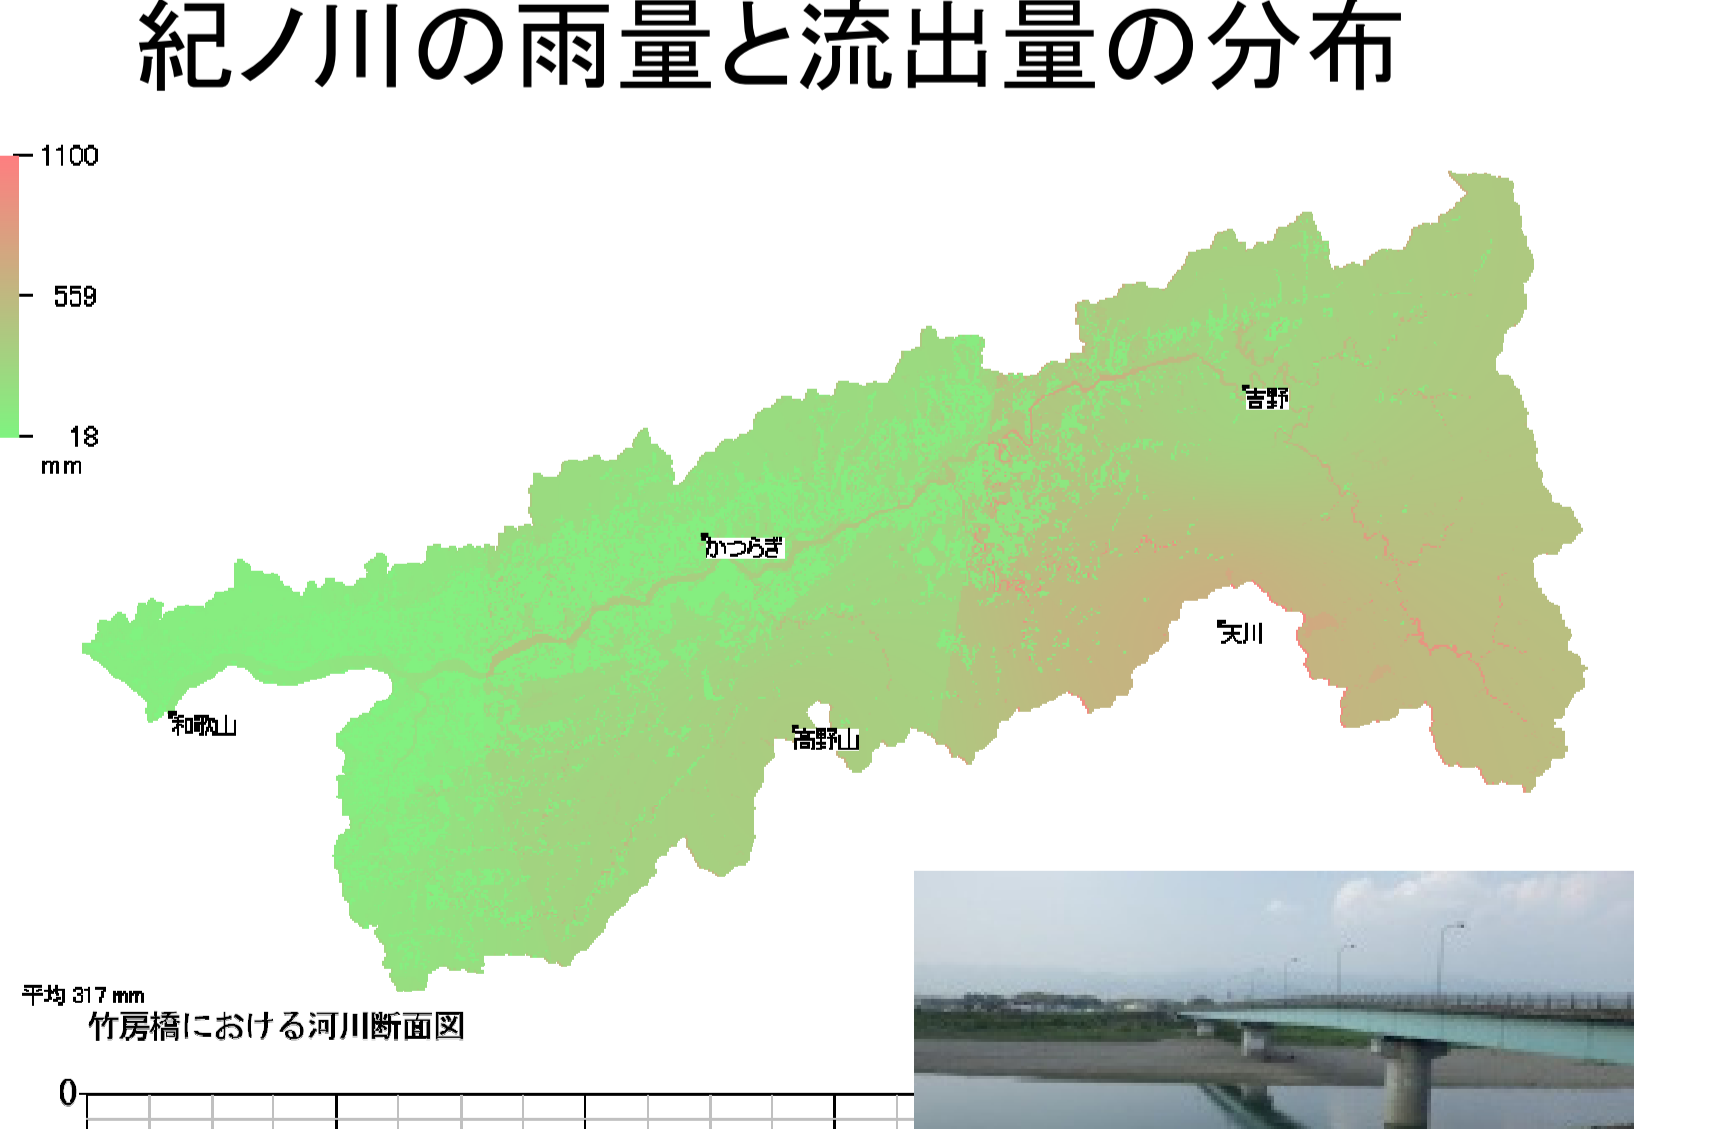 紀ノ川の雨量と流出量の分布
1100
559
18
mm
吉野
かつらぎ
天川
和歌山
高野山
平均 317 mm
竹房橋における河川断面図
0